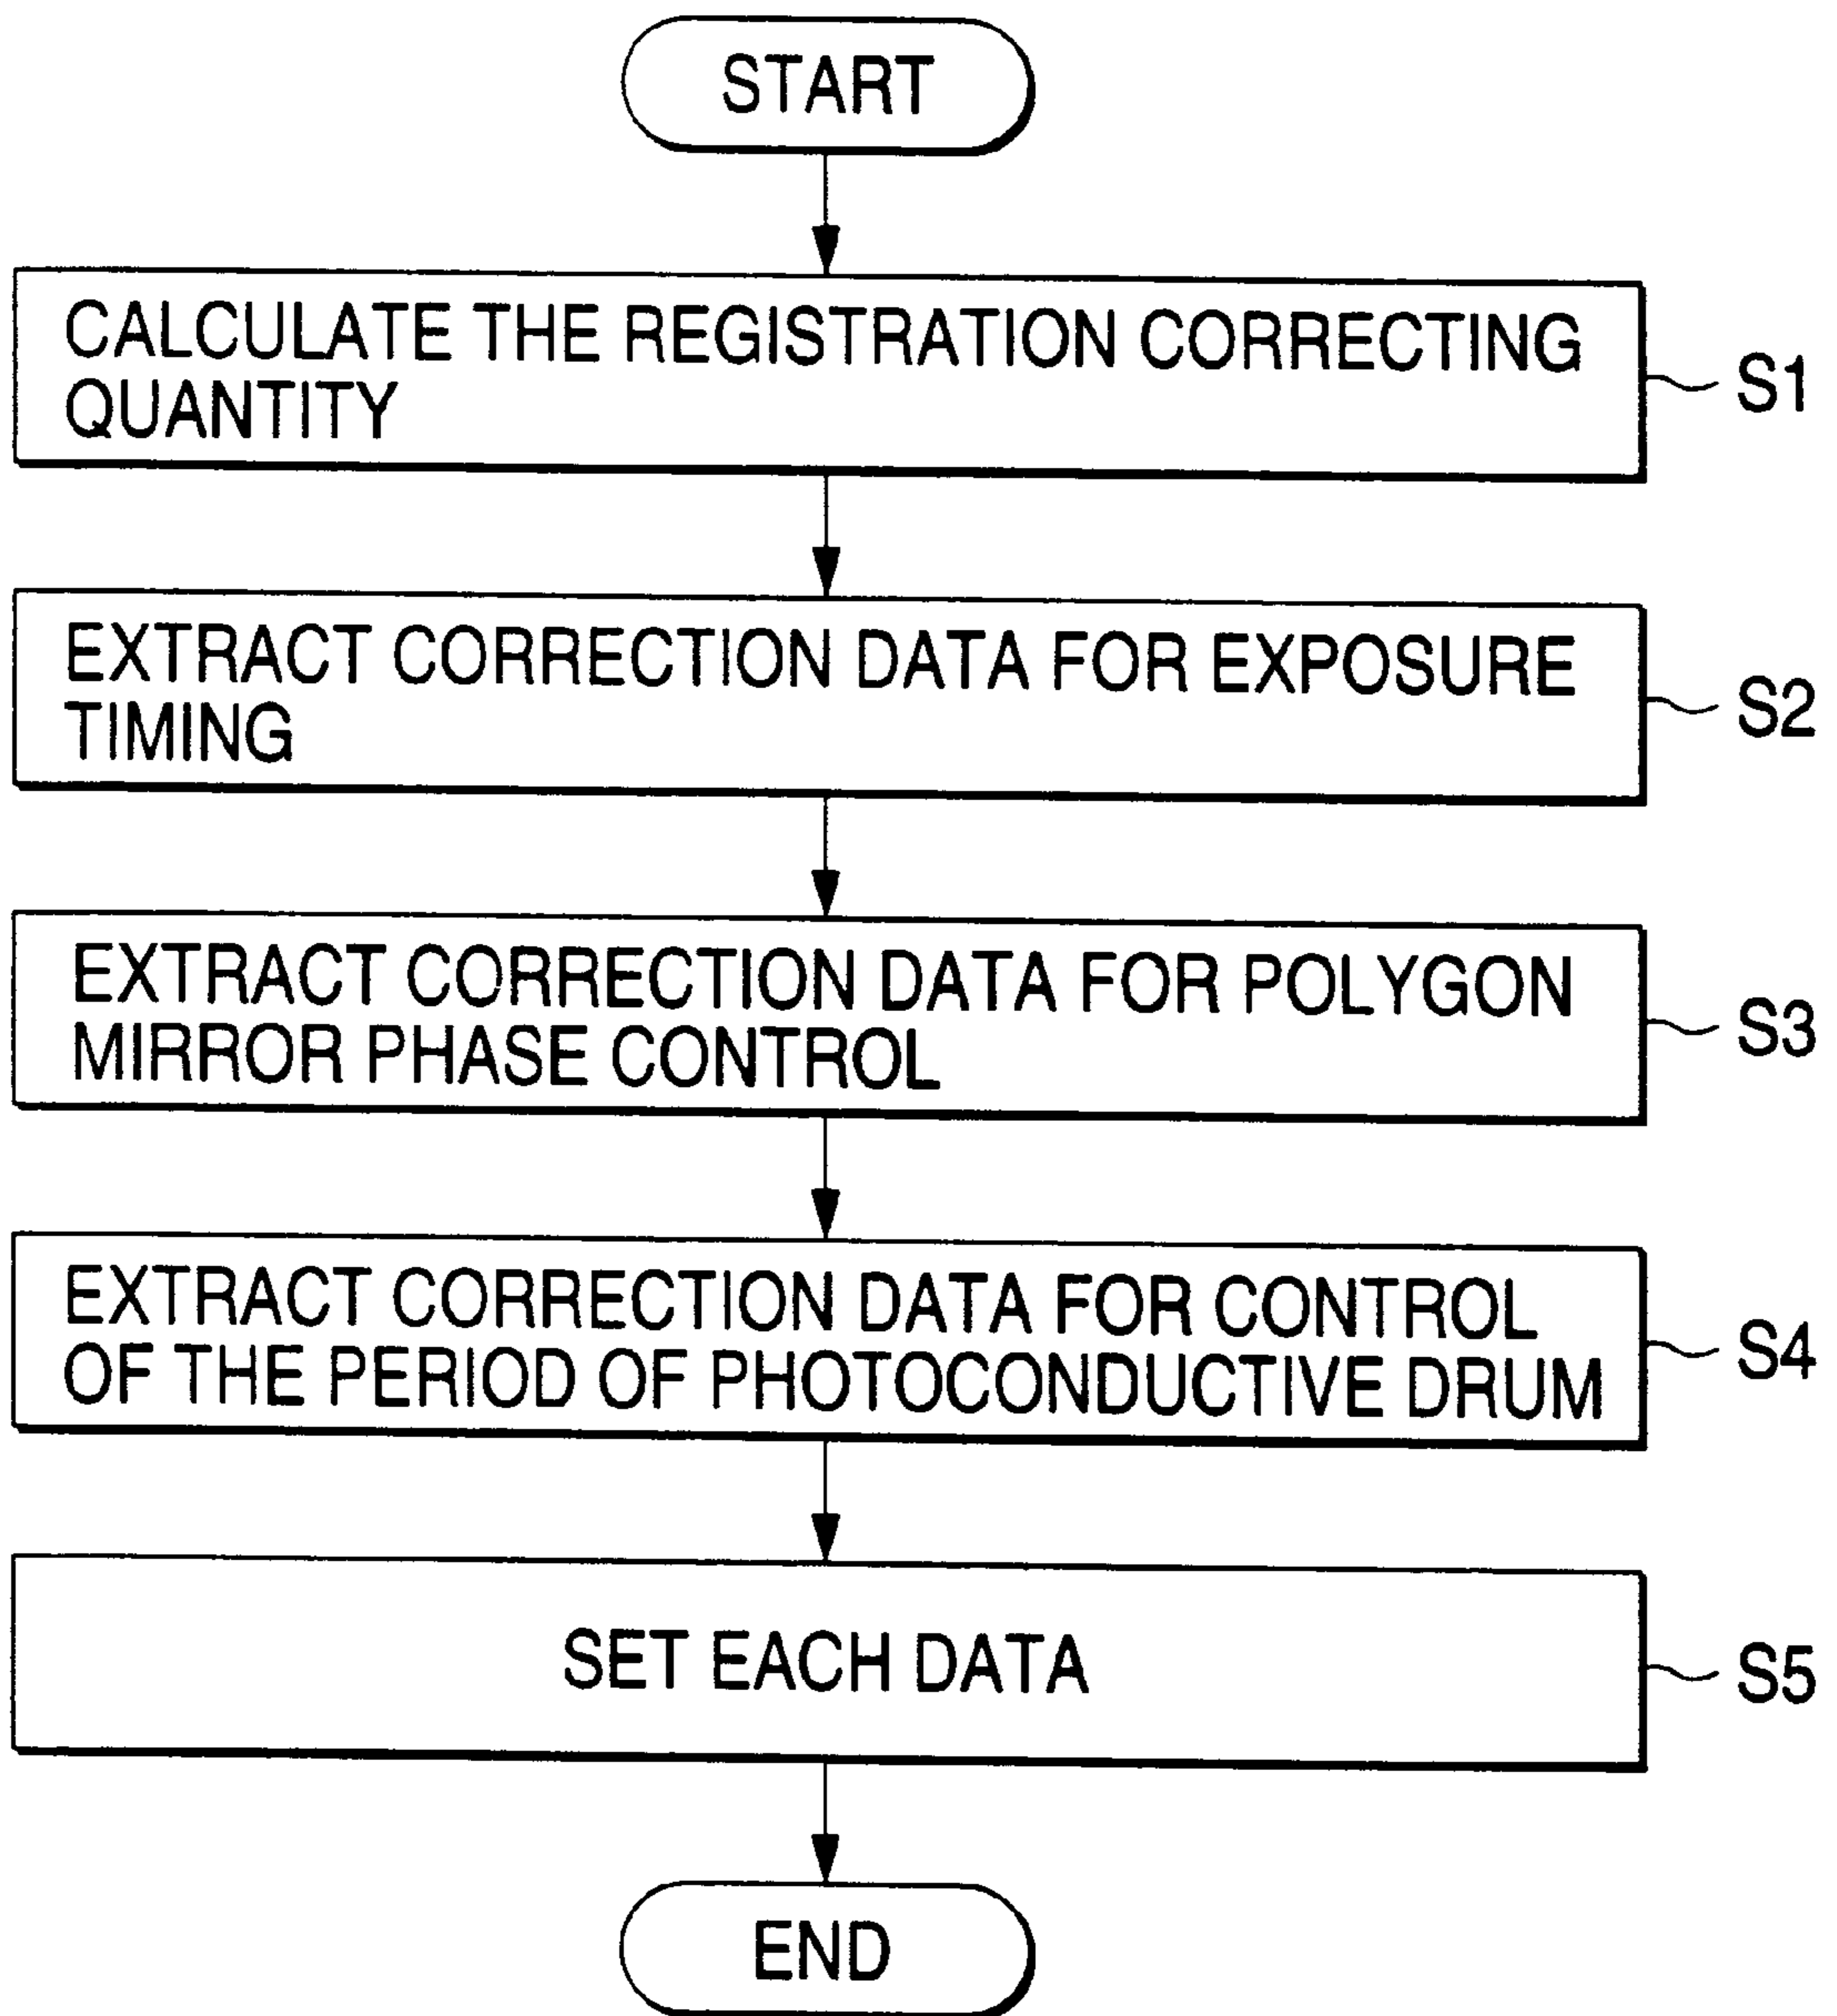 START
CALCULATE THE REGISTRATION CORRECTING
QUANTITY
S1
EXTRACT CORRECTION DATA FOR EXPOSURE
TIMING
S2
EXTRACT CORRECTION DATA FOR POLYGON
MIRROR PHASE CONTROL
S3
EXTRACT CORRECTION DATA FOR CONTROL
OF THE PERIOD OF PHOTOCONDUCTIVE DRUM
S4
SET EACH DATA
S5
END